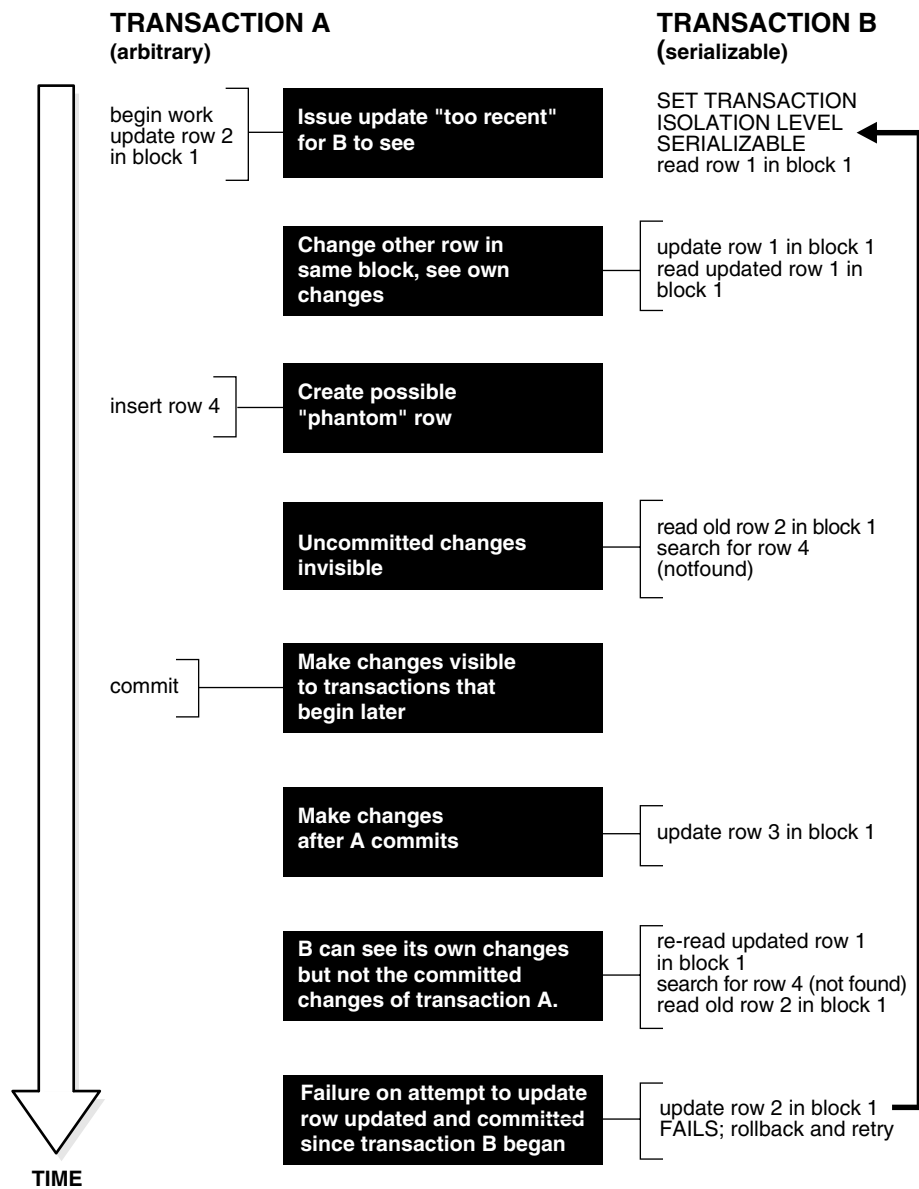 TRANSACTION A
(arbitrary)
TRANSACTION B
(serializable)
begin work
update row 2
in block 1
Issue update "too recent"
for B to see
SET TRANSACTION
ISOLATION LEVEL
SERIALIZABLE
read row 1 in block 1
Change other row in
same block, see own
changes
update row 1 in block 1
read updated row 1 in
block 1
insert row 4
Create possible
"phantom" row
Uncommitted changes
invisible
read old row 2 in block 1
search for row 4
(notfound)
commit
Make changes visible
to transactions that
begin later
Make changes
after A commits
update row 3 in block 1
B can see its own changes
but not the committed
changes of transaction A.
re-read updated row 1
in block 1
search for row 4 (not found)
read old row 2 in block 1
Failure on attempt to update
row updated and committed
since transaction B began
update row 2 in block 1
FAILS; rollback and retry
TIME